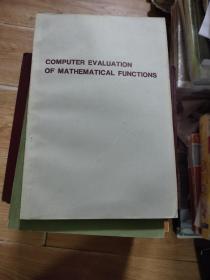 COMPUTER EVALUATION
OF MATHEMATICAL FUNCTIONS